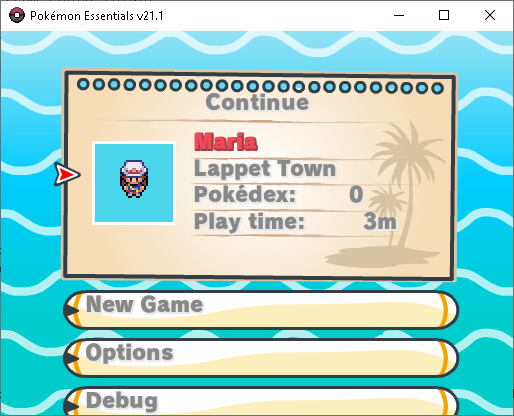 Pokémon Essentials v21.1
Continue
Maria
Lappet Town
Pokédex: 0
Play time: 3m
New Game
Options
Debug